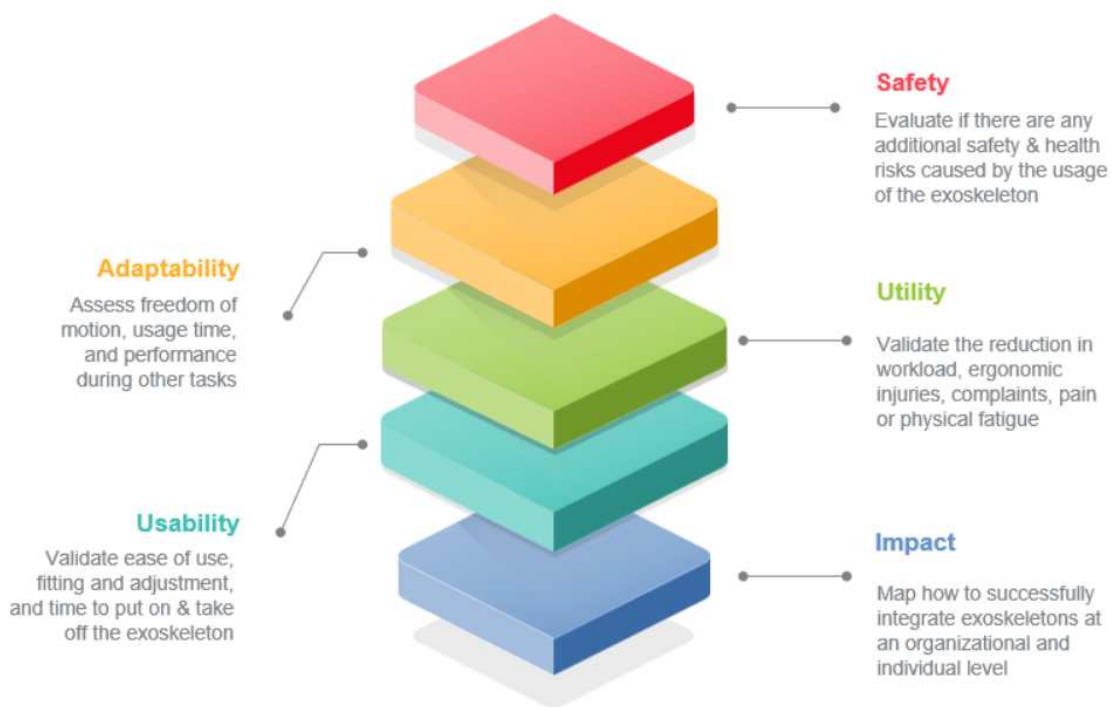 Safety
Evaluate if there are any
additional safety & health
risks caused by the usage
of the exoskeleton
Adaptability
Assess freedom of
motion, usage time,
and performance
during other tasks
Utility
Validate the reduction in
workload, ergonomic
injuries, complaints, pain
or physical fatigue
Usability
Validate ease of use,
fitting and adjustment,
and time to put on & take
off the exoskeleton
Impact
Map how to successfully
integrate exoskeletons at
an organizational and
individual level